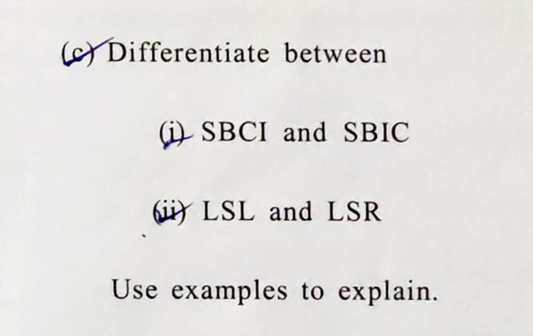 (c) Differentiate between
(i) SBCI and SBIC
(ii) LSL and LSR
Use examples to explain.